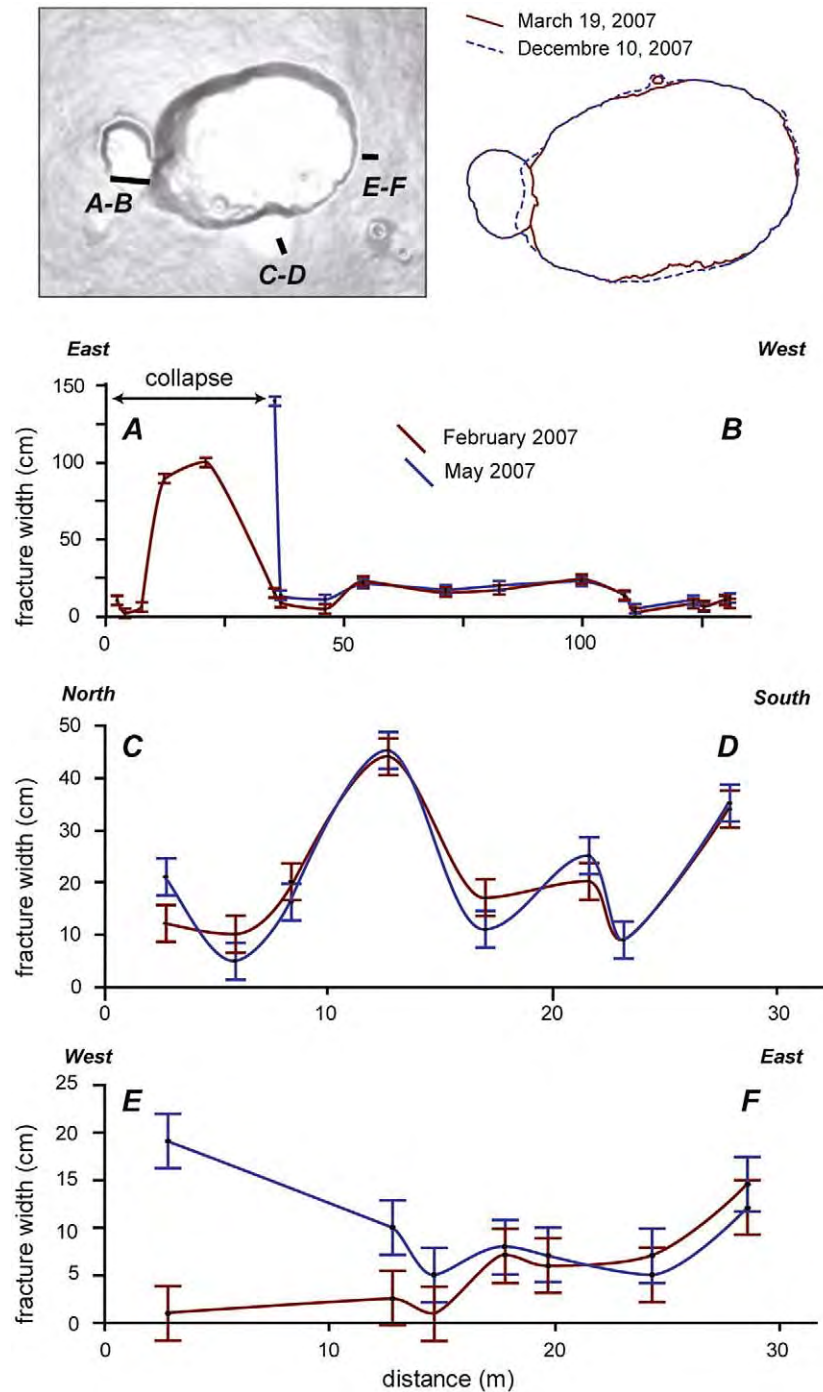 March 19, 2007
Decembre 10, 2007
A-B
E-F
C-D
East
West
collapse
A
B
February 2007
May 2007
fracture width (cm)
150
100
50
0
0
50
100
North
South
C
D
fracture width (cm)
50
40
30
20
10
0
0
10
20
30
West
East
E
F
fracture width (cm)
25
20
15
10
5
0
0
10
20
30
distance (m)